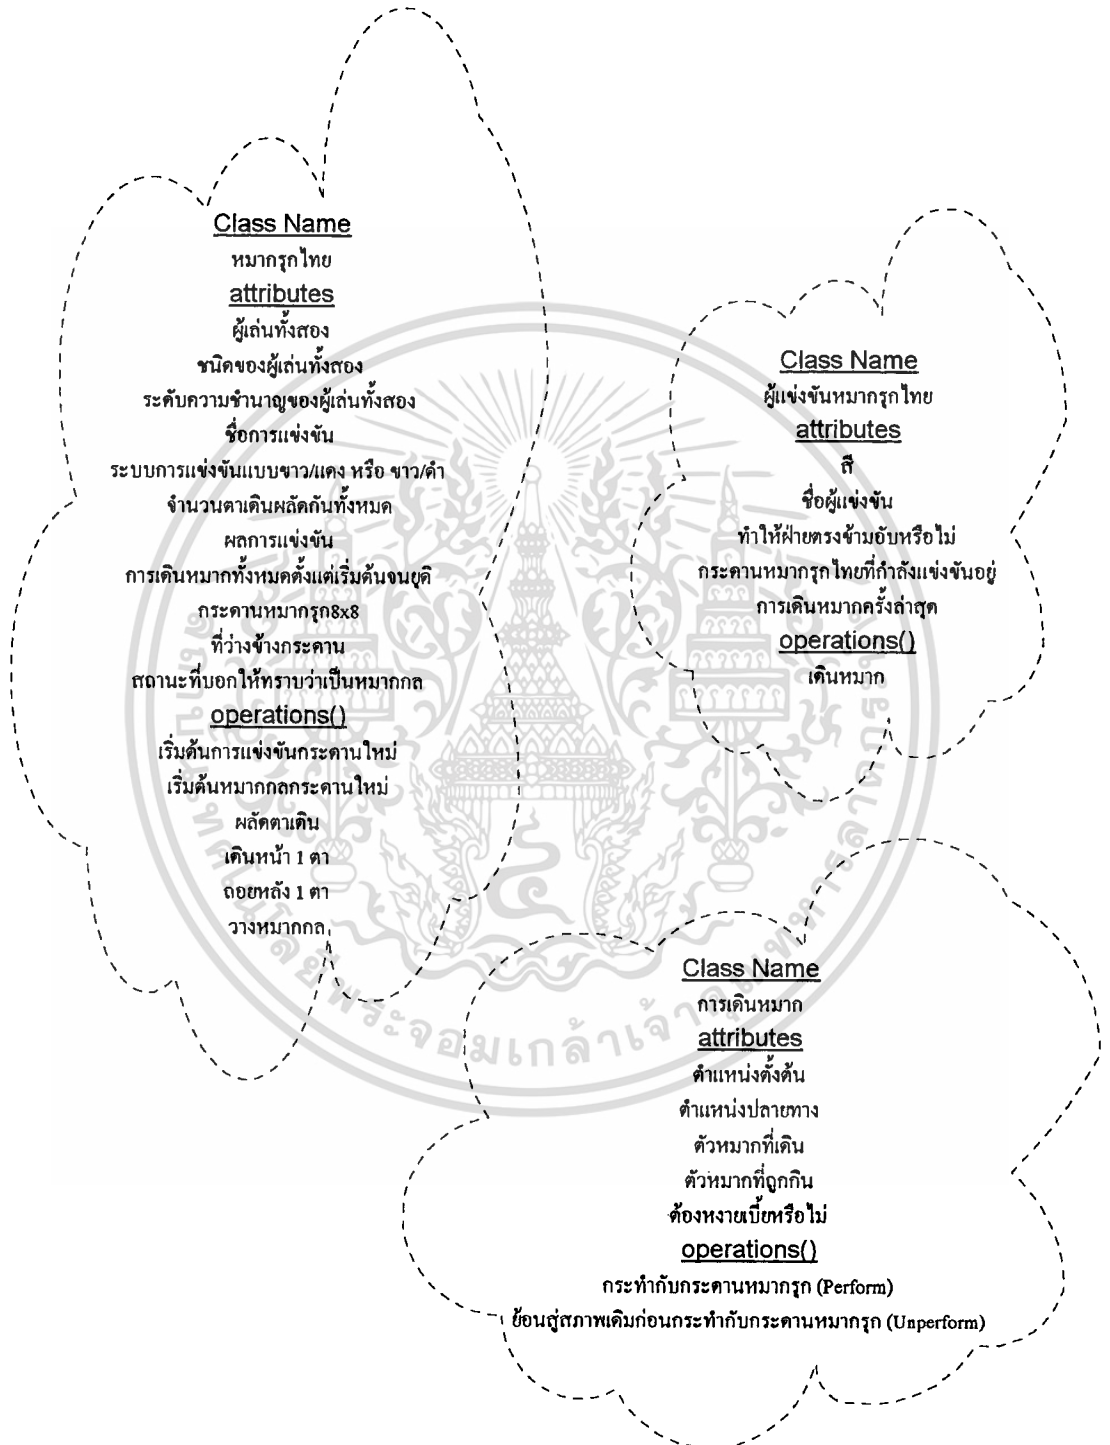 Class Name
หมากรุกไทย
attributes
ผู้เล่นทั้งสอง
ชนิดของผู้เล่นทั้งสอง
ระดับความชำนาญของผู้เล่นทั้งสอง
ชื่อการแข่งขัน
ระบบการแข่งขันแบบขาว/แดง หรือ ขาว/ดำ
จำนวนตาเดินผลัดกันทั้งหมด
ผลการแข่งขัน
การเดินหมากทั้งหมดตั้งแต่เริ่มต้นจนยุติ
กระดานหมากรุก8x8
ที่ว่างข้างกระดาน
สถานะที่บอกให้ทราบว่าเป็นหมากกล
operations()
เริ่มต้นการแข่งขันกระดานใหม่
เริ่มต้นหมากกลกระดานใหม่
ผลัดตาเดิน
เดินหน้า 1 ตา
ถอยหลัง 1 ตา
วางหมากกล
Class Name
ผู้แข่งขันหมากรุกไทย
attributes
สี
ชื่อผู้แข่งขัน
ทำให้ฝ่ายตรงข้ามอับหรือไม่
กระดานหมากรุกไทยที่กำลังแข่งขันอยู่
การเดินหมากครั้งล่าสุด
operations()
เดินหมาก
Class Name
การเดินหมาก
attributes
ตำแหน่งตั้งต้น
ตำแหน่งปลายทาง
ตัวหมากที่เดิน
ตัวหมากที่ถูกกิน
ต้องหงายเบี้ยหรือไม่
operations()
กระทำกับกระดานหมากรุก (Perform)
ย้อนสู่สภาพเดิมก่อนกระทำกับกระดานหมากรุก (Unperform)
พระจอมเกล้าเจ้าคุณทหารลาดกระบัง